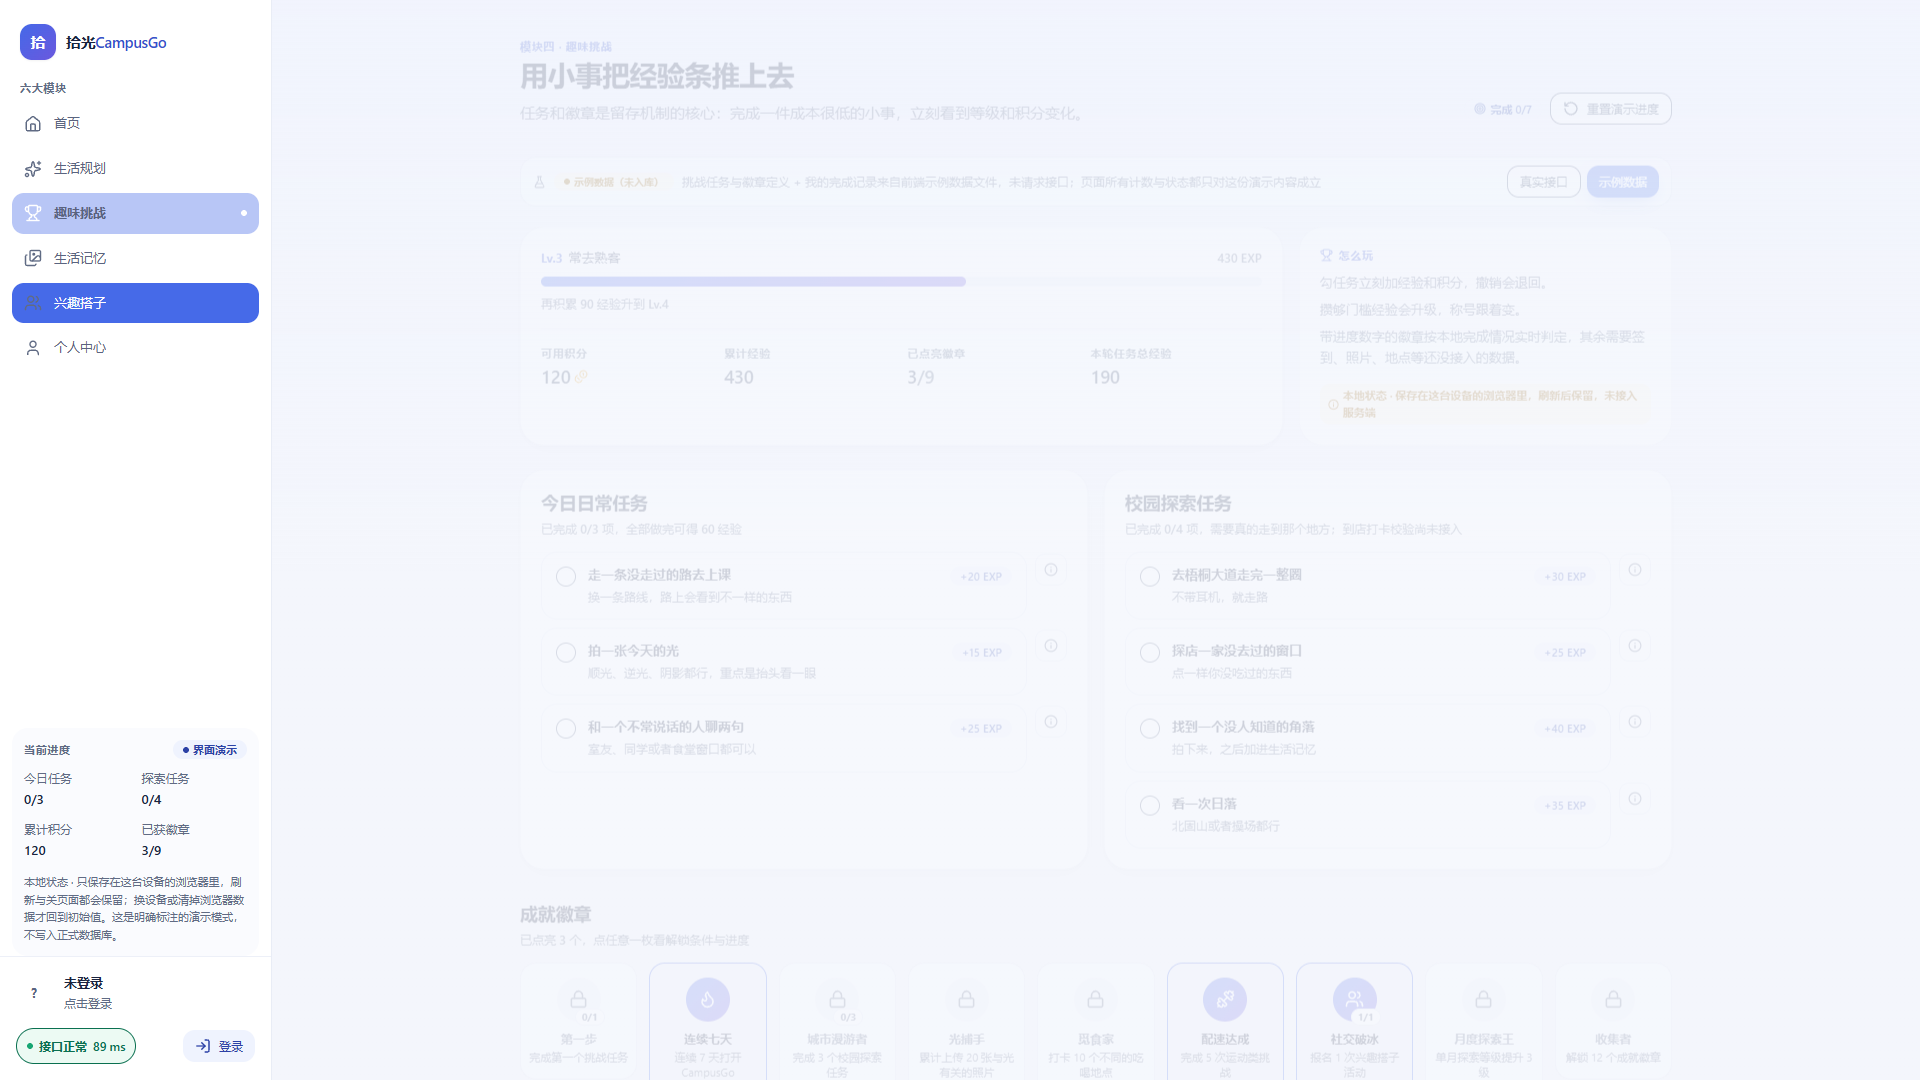 拾 拾光CampusGo
六大模块
首页
生活规划
趣味挑战
生活记忆
兴趣搭子
个人中心
当前进度 界面演示
今日任务 探索任务
0/3 0/4
累计积分 已获徽章
120 3/9
本地状态 · 只保存在这台设备的浏览器里，刷
新与关页面都会保留；换设备或清掉浏览器数
据才回到初始值。这是明确标注的演示模式，
不写入正式数据库。
? 未登录
点击登录
接口正常 89 ms 登录
模块四 · 趣味挑战
用小事把经验条推上去
任务和徽章是留存机制的核心：完成一件成本很低的小事，立刻看到等级和积分变化。
完成 0/7 重置演示进度
示例数据（未入库） 挑战任务与徽章定义 + 我的完成记录来自前端示例数据文件，未请求接口；页面所有计数与状态都只对这份演示内容成立
真实接口 示例数据
Lv.3 常去熟客 430 EXP
再积累 90 经验升到 Lv.4
可用积分 累计经验 已点亮徽章 本轮任务总经验
120 430 3/9 190
怎么玩
勾任务立刻加经验和积分，撤销会退回。
攒够门槛经验会升级，称号跟着变。
带进度数字的徽章按本地完成情况实时判定，其余需要签
到、照片、地点等还没接入的数据。
本地状态 · 保存在这台设备的浏览器里，刷新后保留，未接入
服务端
今日日常任务
已完成 0/3 项，全部做完可得 60 经验
走一条没走过的路去上课 +20 EXP
换一条路线，路上会看到不一样的东西
拍一张今天的光 +15 EXP
顺光、逆光、阴影都行，重点是抬头看一眼
和一个不常说话的人聊两句 +25 EXP
室友、同学或者食堂窗口都可以
校园探索任务
已完成 0/4 项，需要真的走到那个地方；到店打卡校验尚未接入
去梧桐大道走完一整圈 +30 EXP
不带耳机，就走路
探店一家没去过的窗口 +25 EXP
点一样你没吃过的东西
找到一个没人知道的角落 +40 EXP
拍下来，之后加进生活记忆
看一次日落 +35 EXP
北固山或者操场都行
成就徽章
已点亮 3 个，点任意一枚看解锁条件与进度
0/1 0/3 1/1
第一步 连续七天 城市漫游者 光捕手 觅食家 配速达成 社交破冰 月度探索王 收集者
完成第一个挑战任务 连续 7 天打开 完成 3 个校园探索 累计上传 20 张与光 打卡 10 个不同的吃 完成 5 次运动类挑 报名 1 次兴趣搭子 单月探索等级提升 3 解锁 12 个成就徽章
CampusGo 任务 有关的照片 喝地点 战 活动 级